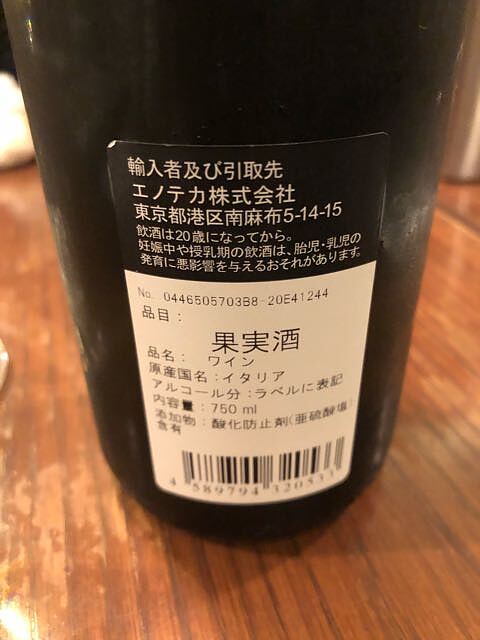 輸入者及び引取先
エノテカ株式会社
東京都港区南麻布5-14-15
飲酒は20歳になってから。
妊娠中や授乳期の飲酒は、胎児・乳児の
発育に悪影響を与えるおそれがあります。
No. 0446505703B8-20E41244
品目：
果実酒
品名： ワイン
原産国名：イタリア
アルコール分：ラベルに表記
内容量：750 ml
添加物：酸化防止剤(亜硫酸塩)
含有
4 589794 320533